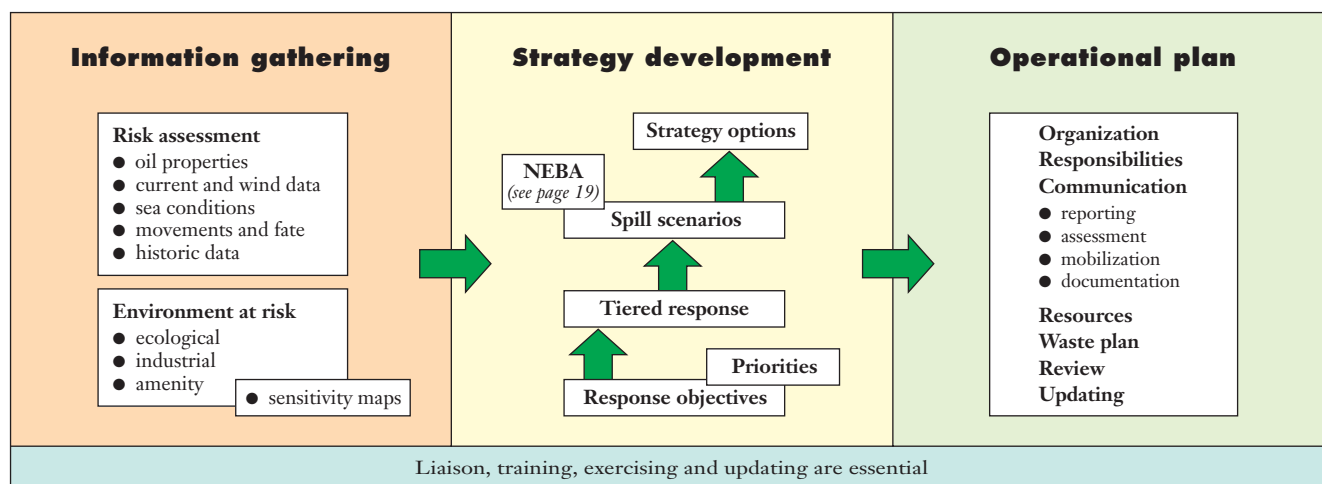 Information gathering
Risk assessment
● oil properties
● current and wind data
● sea conditions
● movements and fate
● historic data
Environment at risk
● ecological
● industrial
● amenity
● sensitivity maps
Strategy development
Strategy options
NEBA
(see page 19)
Spill scenarios
Tiered response
Priorities
Response objectives
Operational plan
Organization
Responsibilities
Communication
● reporting
● assessment
● mobilization
● documentation
Resources
Waste plan
Review
Updating
Liaison, training, exercising and updating are essential